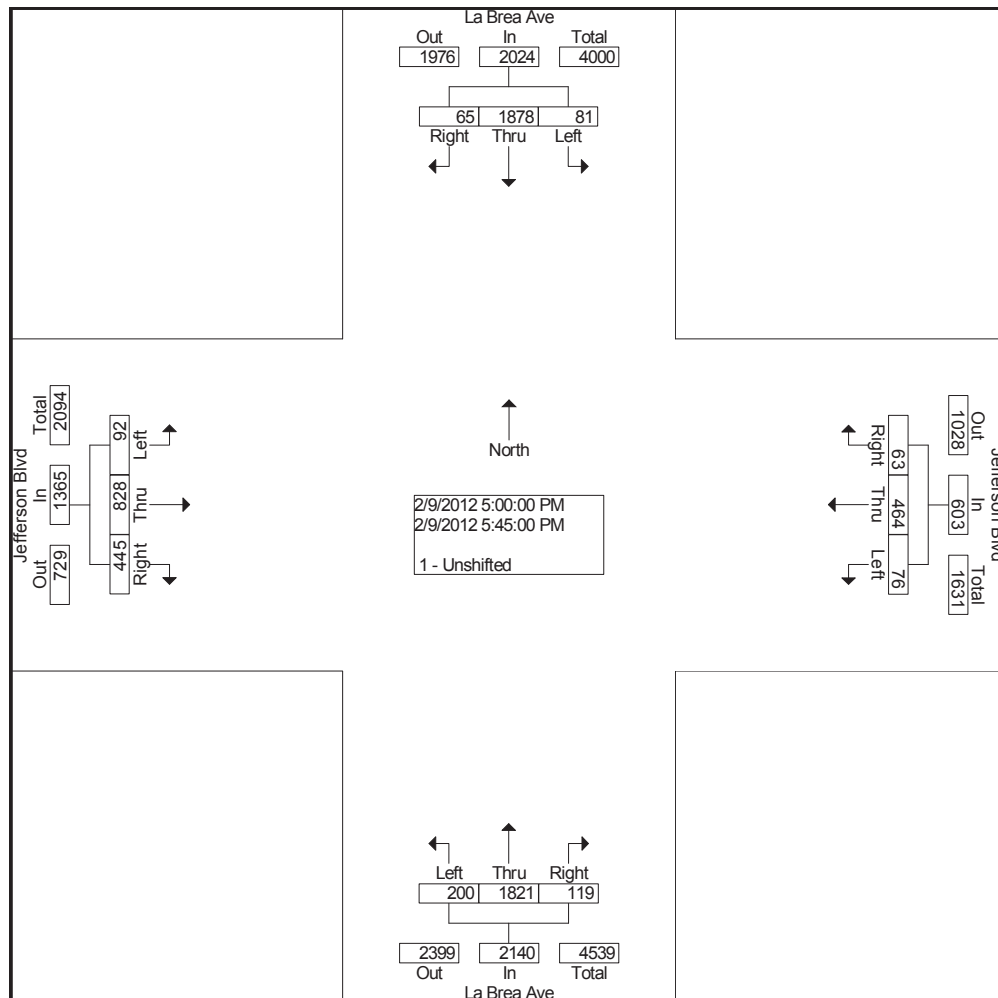 La Brea Ave
Out In Total
1976 2024 4000
65 1878 81
Right Thru Left
Jefferson Blvd
Total In Out
2094 1365 729
92 828 445
Left Thru Right
North
2/9/2012 5:00:00 PM
2/9/2012 5:45:00 PM
1 - Unshifted
Right Thru Left
63 464 76
Out In Total
1028 603 1631
Jefferson Blvd
Left Thru Right
200 1821 119
2399 2140 4539
Out In Total
La Brea Ave